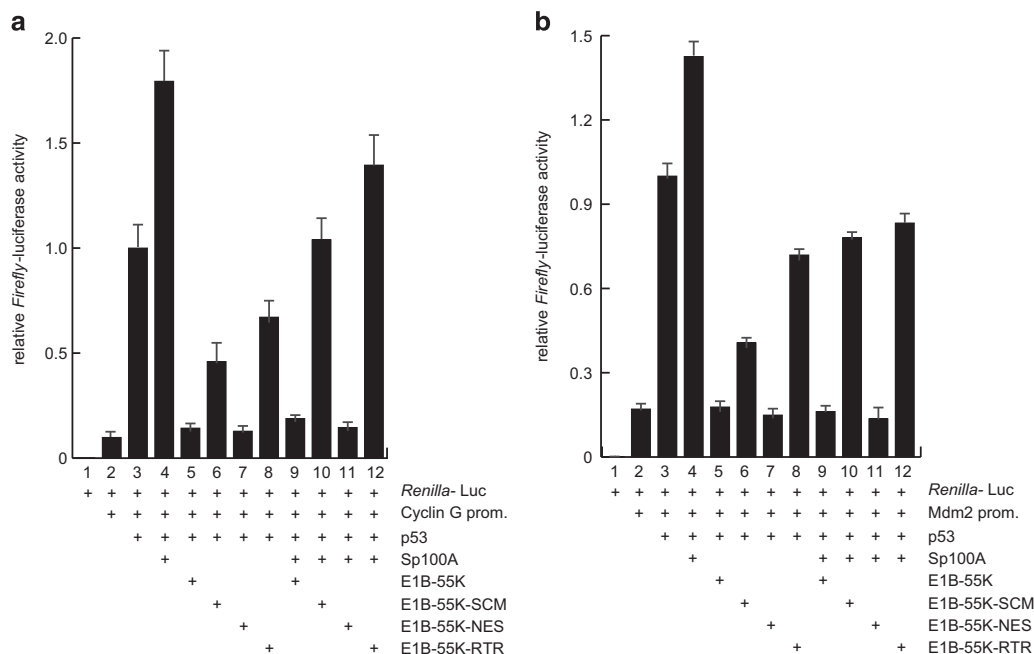 a
relative Firefly-luciferase activity
2.0
1.5
1.0
0.5
0
1 2 3 4 5 6 7 8 9 10 11 12
+ + + + + + + + + + + + Renilla- Luc
+ + + + + + + + + + + Cyclin G prom.
+ + + + + + + + + + p53
+ + + + + Sp100A
+ + E1B-55K
+ + E1B-55K-SCM
+ + E1B-55K-NES
+ + E1B-55K-RTR
b
relative Firefly-luciferase activity
1.5
1.2
0.9
0.6
0.3
0
1 2 3 4 5 6 7 8 9 10 11 12
+ + + + + + + + + + + + Renilla- Luc
+ + + + + + + + + + + Mdm2 prom.
+ + + + + + + + + + p53
+ + + + + Sp100A
+ + E1B-55K
+ + E1B-55K-SCM
+ + E1B-55K-NES
+ + E1B-55K-RTR